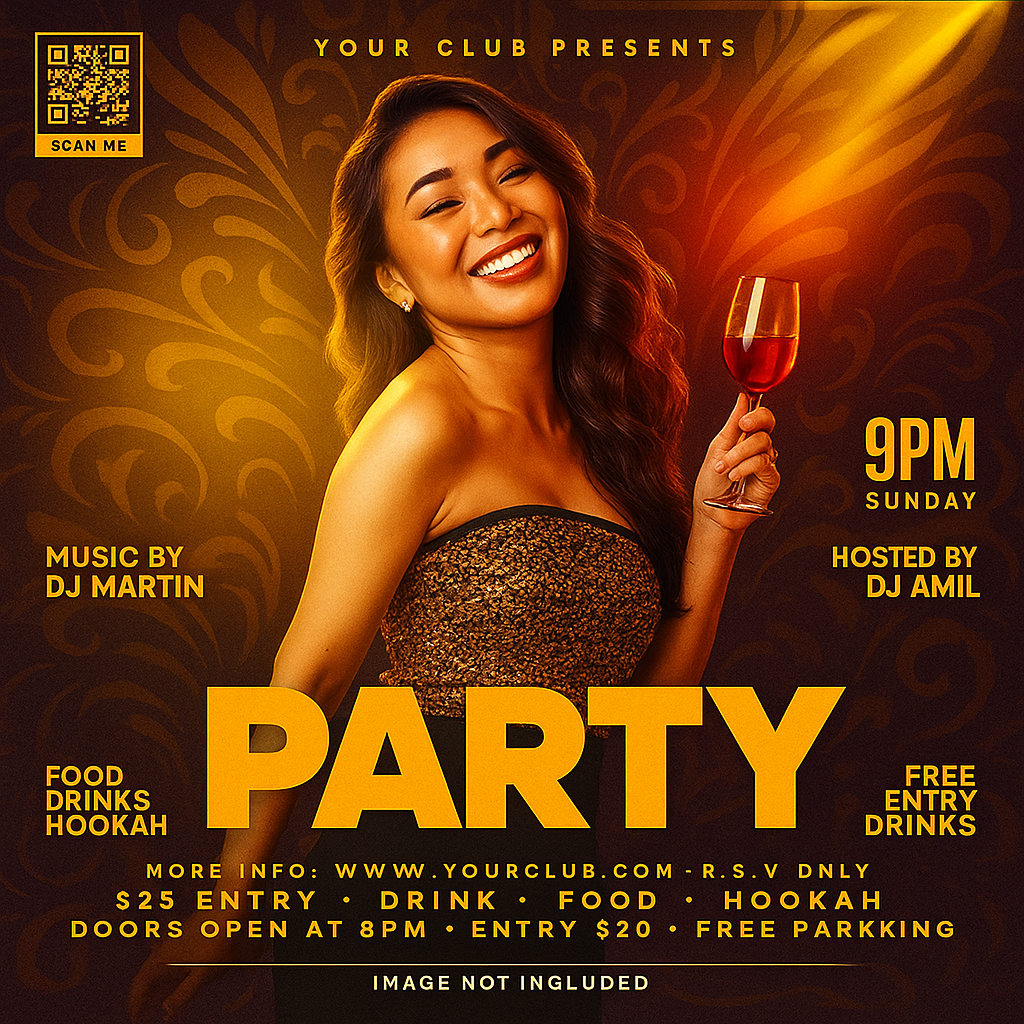 YOUR CLUB PRESENTS
SCAN ME
9PM
SUNDAY
MUSIC BY
DJ MARTIN
HOSTED BY
DJ AMIL
PARTY
FOOD
DRINKS
HOOKAH
FREE
ENTRY
DRINKS
MORE INFO: WWW.YOURCLUB.COM - R.S.V DNLY
$25 ENTRY • DRINK • FOOD • HOOKAH
DOORS OPEN AT 8PM • ENTRY $20 • FREE PARKKING
IMAGE NOT INGLUDED